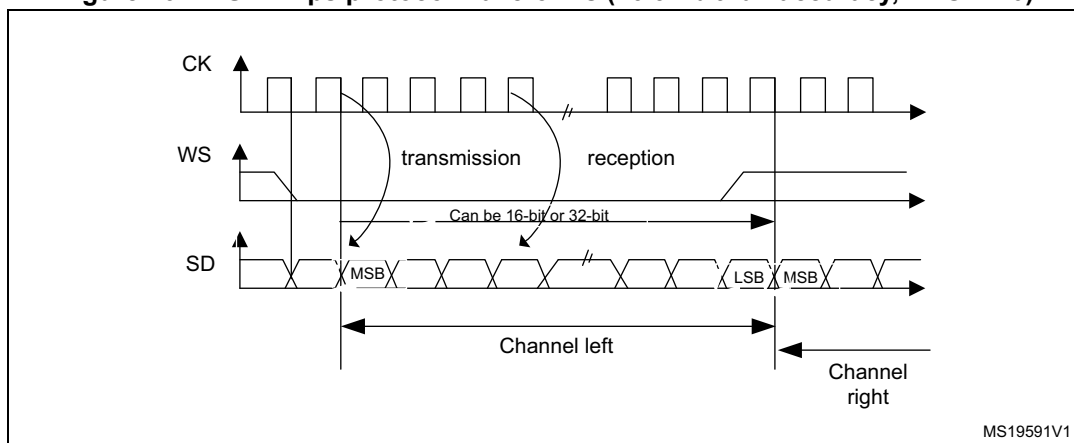 CK
transmission
reception
WS
Can be 16-bit or 32-bit
SD
MSB
LSB
MSB
Channel left
Channel
right
MS19591V1